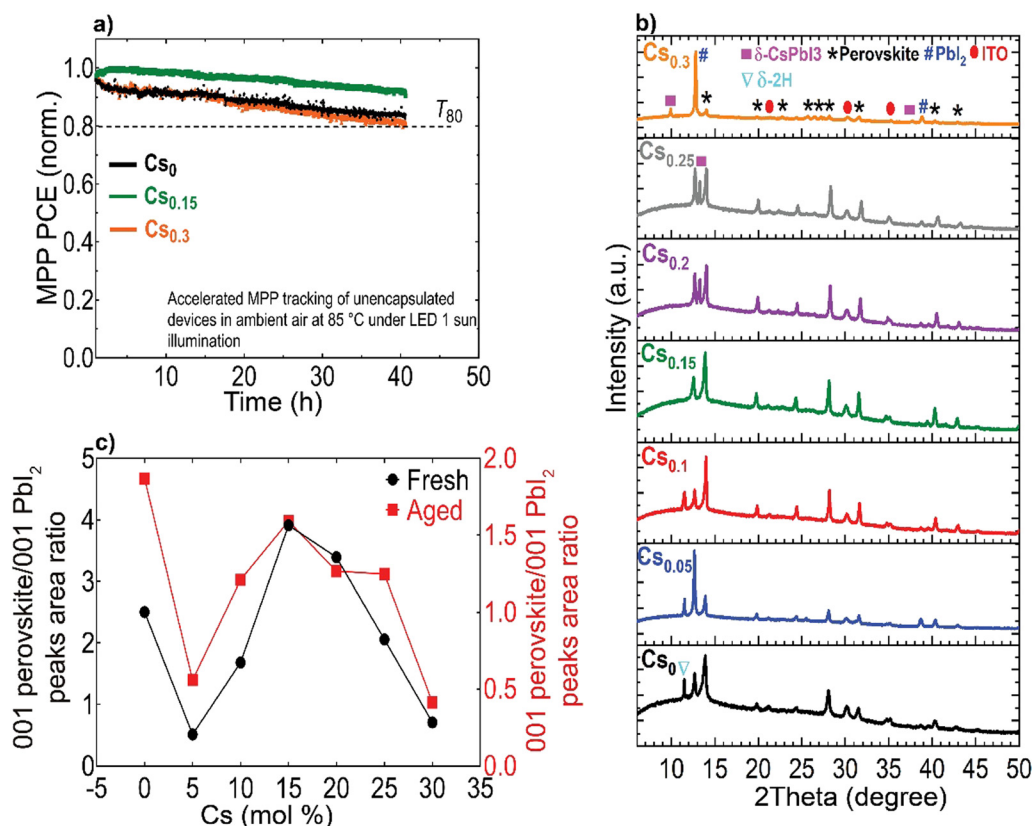 a)
MPP PCE (norm.)
1.0
0.8
0.6
0.4
0.2
0.0
T80
Cs0
Cs0.15
Cs0.3
Accelerated MPP tracking of unencapsulated
devices in ambient air at 85 °C under LED 1 sun
illumination
0 10 20 30 40 50
Time (h)
b)
Intensity (a.u.)
Cs0.3 # ■ δ-CsPbI3 *Perovskite #PbI2 ITO
▽ δ-2H
■ * * * * * * * * ■ # * *
Cs0.25
Cs0.2
Cs0.15
Cs0.1
Cs0.05
Cs0 ▽
10 15 20 25 30 35 40 45 50
2Theta (degree)
c)
001 perovskite/001 PbI2
peaks area ratio
5
4
3
2
1
0
Fresh
Aged
2.0
1.5
1.0
0.5
0.0
001 perovskite/001 PbI2
peaks area ratio
-5 0 5 10 15 20 25 30 35
Cs (mol %)